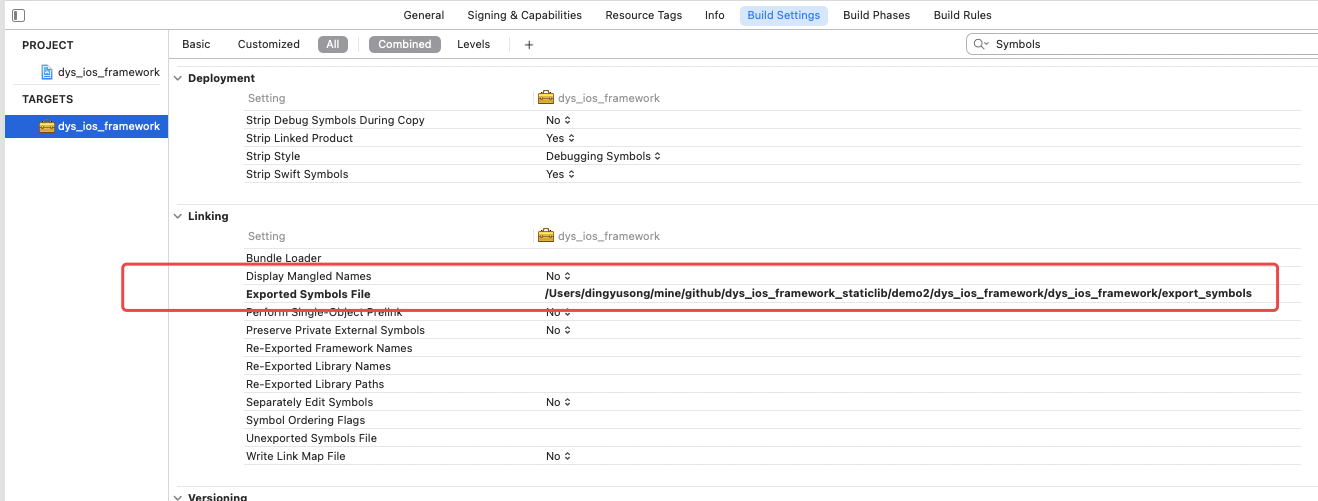 General Signing & Capabilities Resource Tags Info Build Settings Build Phases Build Rules
PROJECT
dys_ios_framework
TARGETS
dys_ios_framework
Basic Customized All Combined Levels + Symbols
Deployment
Setting dys_ios_framework
Strip Debug Symbols During Copy No
Strip Linked Product Yes
Strip Style Debugging Symbols
Strip Swift Symbols Yes
Linking
Setting dys_ios_framework
Bundle Loader
Display Mangled Names No
Exported Symbols File /Users/dingyusong/mine/github/dys_ios_framework_staticlib/demo2/dys_ios_framework/dys_ios_framework/export_symbols
Perform Single-Object Prelink No
Preserve Private External Symbols No
Re-Exported Framework Names
Re-Exported Library Names
Re-Exported Library Paths
Separately Edit Symbols No
Symbol Ordering Flags
Unexported Symbols File
Write Link Map File No
Versioning